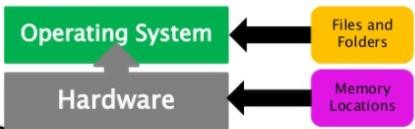 Operating System
Files and
Folders
Hardware
Memory
Locations